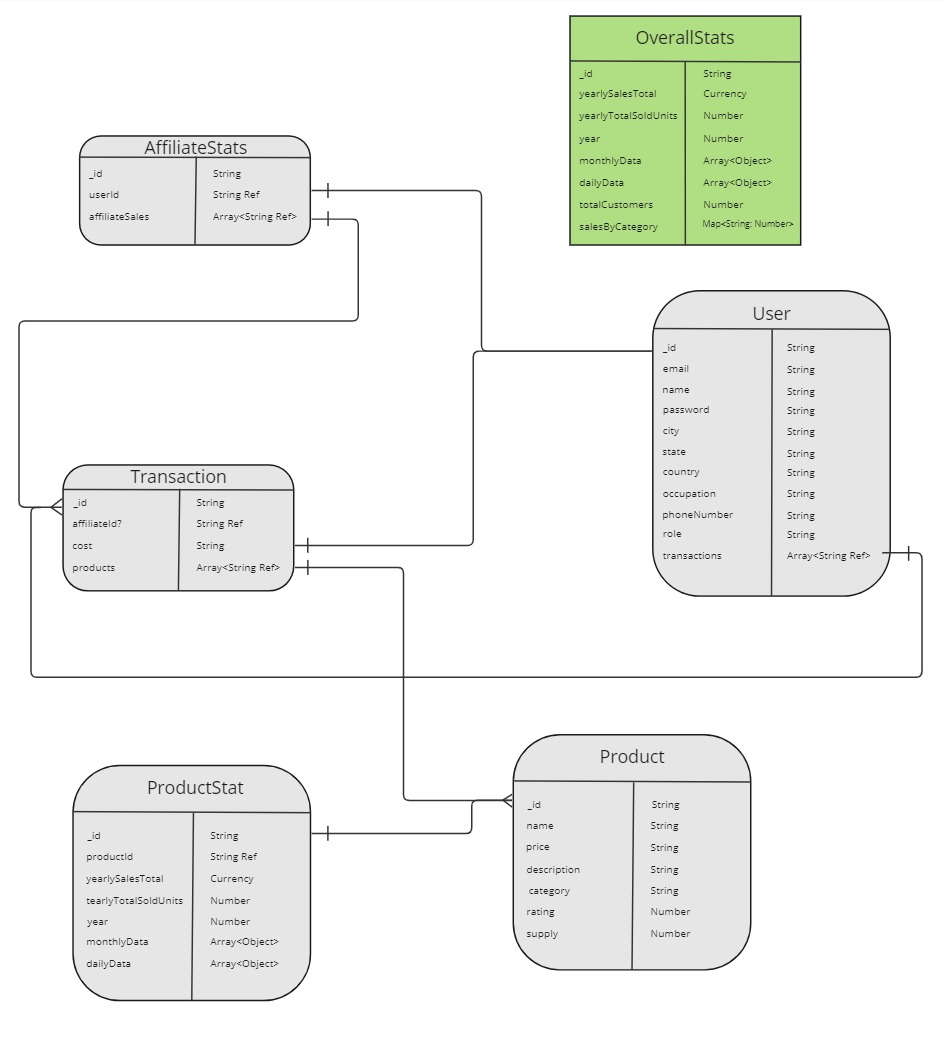 OverallStats
_id String
yearlySalesTotal Currency
yearlyTotalSoldUnits Number
year Number
monthlyData Array<Object>
dailyData Array<Object>
totalCustomers Number
salesByCategory Map<String: Number>
AffiliateStats
_id String
userId String Ref
affiliateSales Array<String Ref>
User
_id String
email String
name String
password String
city String
state String
country String
occupation String
phoneNumber String
role String
transactions Array<String Ref>
Transaction
_id String
affiliateId? String Ref
cost String
products Array<String Ref>
Product
_id String
name String
price String
description String
category String
rating Number
supply Number
ProductStat
_id String
productId String Ref
yearlySalesTotal Currency
tearlyTotalSoldUnits Number
year Number
monthlyData Array<Object>
dailyData Array<Object>